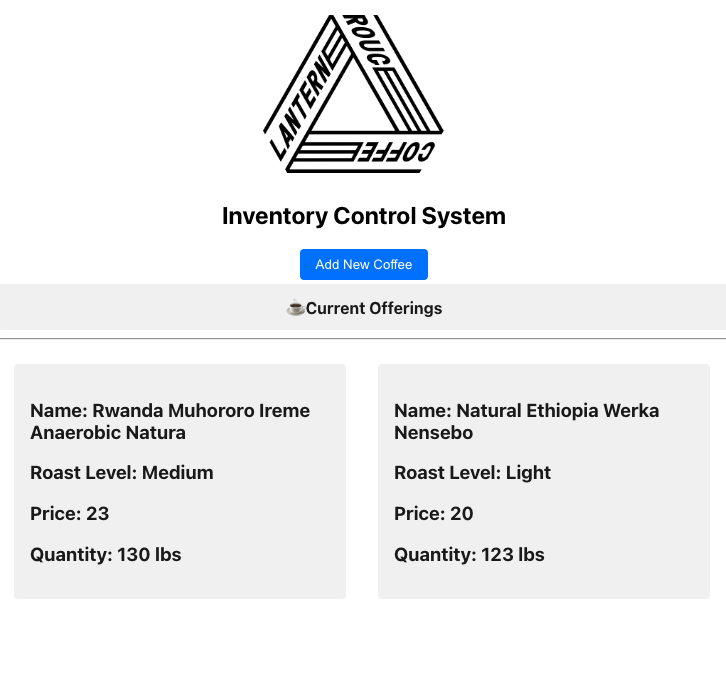 LANTERNE
ROUGE
COFFEE
Inventory Control System
Add New Coffee
☕Current Offerings
Name: Rwanda Muhororo Ireme
Anaerobic Natura
Roast Level: Medium
Price: 23
Quantity: 130 lbs
Name: Natural Ethiopia Werka
Nensebo
Roast Level: Light
Price: 20
Quantity: 123 lbs